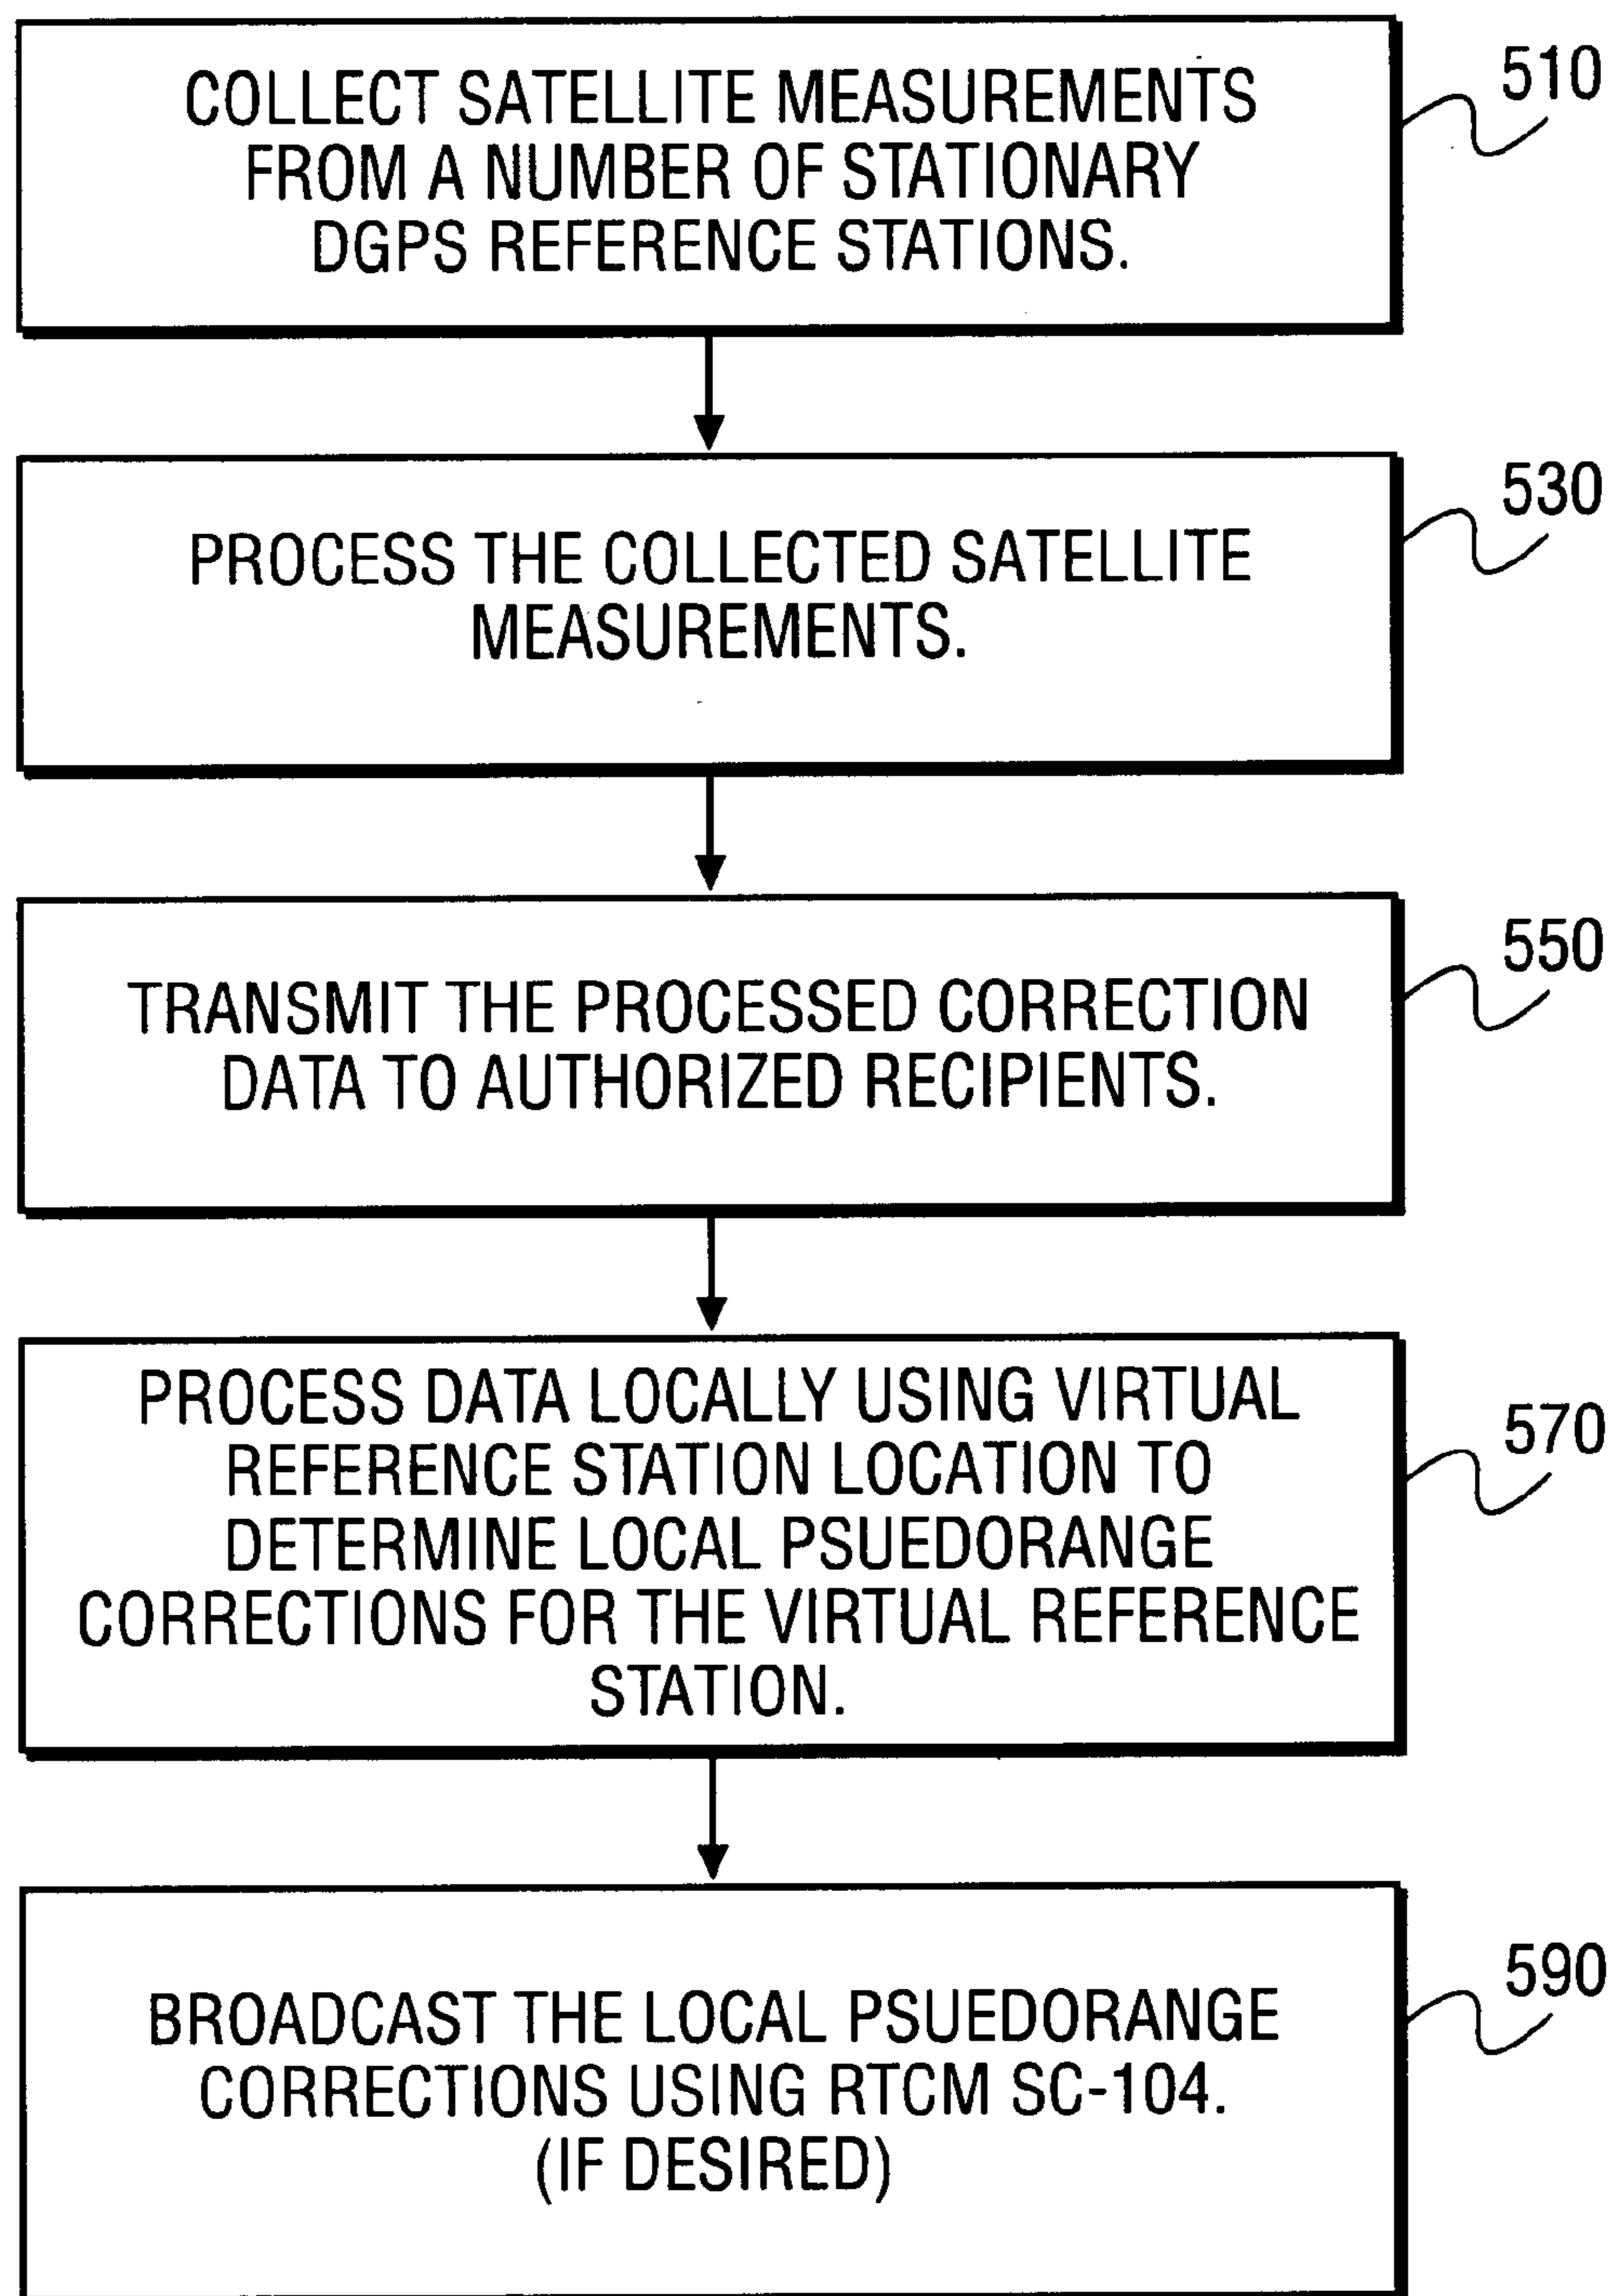 COLLECT SATELLITE MEASUREMENTS
FROM A NUMBER OF STATIONARY
DGPS REFERENCE STATIONS.
510
PROCESS THE COLLECTED SATELLITE
MEASUREMENTS.
530
TRANSMIT THE PROCESSED CORRECTION
DATA TO AUTHORIZED RECIPIENTS.
550
PROCESS DATA LOCALLY USING VIRTUAL
REFERENCE STATION LOCATION TO
DETERMINE LOCAL PSUEDORANGE
CORRECTIONS FOR THE VIRTUAL REFERENCE
STATION.
570
BROADCAST THE LOCAL PSUEDORANGE
CORRECTIONS USING RTCM SC-104.
(IF DESIRED)
590